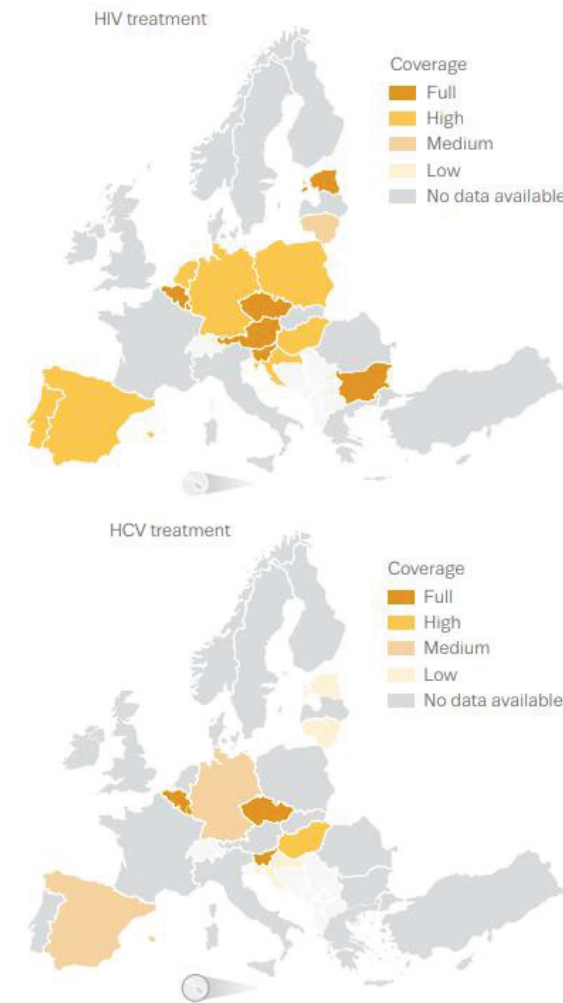 HIV treatment
Coverage
Full
High
Medium
Low
No data available
HCV treatment
Coverage
Full
High
Medium
Low
No data available